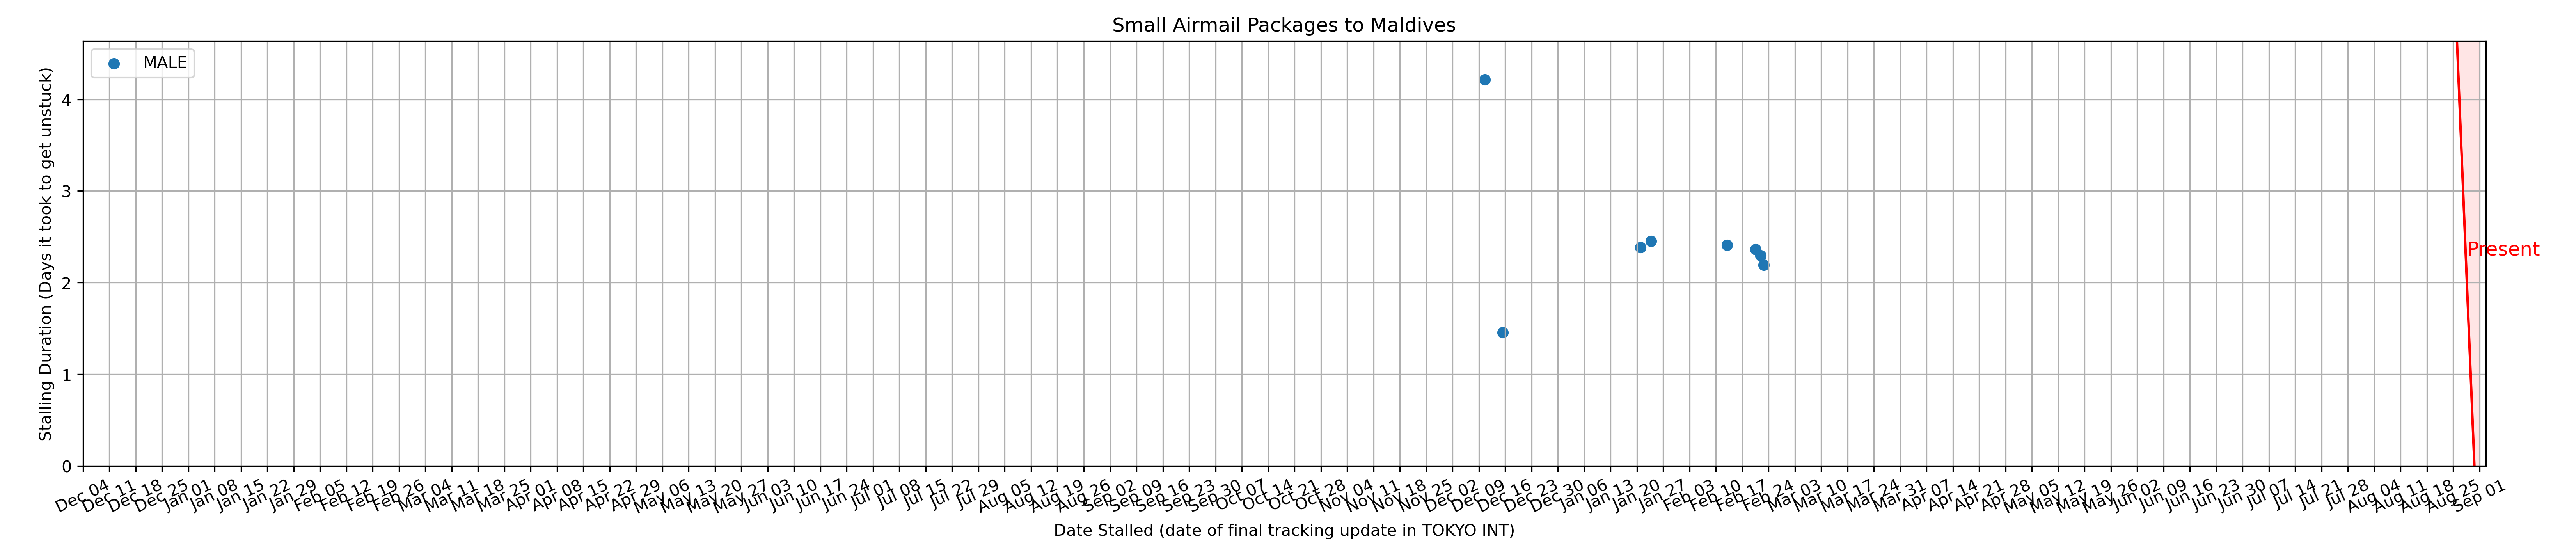 Small Airmail Packages to Maldives
MALE
Stalling Duration (Days it took to get unstuck)
4
3
2
1
0
Present
Dec 04 Dec 11 Dec 18 Dec 25 Jan 01 Jan 08 Jan 15 Jan 22 Jan 29 Feb 05 Feb 12 Feb 19 Feb 26 Mar 04 Mar 11 Mar 18 Mar 25 Apr 01 Apr 08 Apr 15 Apr 22 Apr 29 May 06 May 13 May 20 May 27 Jun 03 Jun 10 Jun 17 Jun 24 Jul 01 Jul 08 Jul 15 Jul 22 Jul 29 Aug 05 Aug 12 Aug 19 Aug 26 Sep 02 Sep 09 Sep 16 Sep 23 Sep 30 Oct 07 Oct 14 Oct 21 Oct 28 Nov 04 Nov 11 Nov 18 Nov 25 Dec 02 Dec 09 Dec 16 Dec 23 Dec 30 Jan 06 Jan 13 Jan 20 Jan 27 Feb 03 Feb 10 Feb 17 Feb 24 Mar 03 Mar 10 Mar 17 Mar 24 Mar 31 Apr 07 Apr 14 Apr 21 Apr 28 May 05 May 12 May 19 May 26 Jun 02 Jun 09 Jun 16 Jun 23 Jun 30 Jul 07 Jul 14 Jul 21 Jul 28 Aug 04 Aug 11 Aug 18 Aug 25 Sep 01
Date Stalled (date of final tracking update in TOKYO INT)